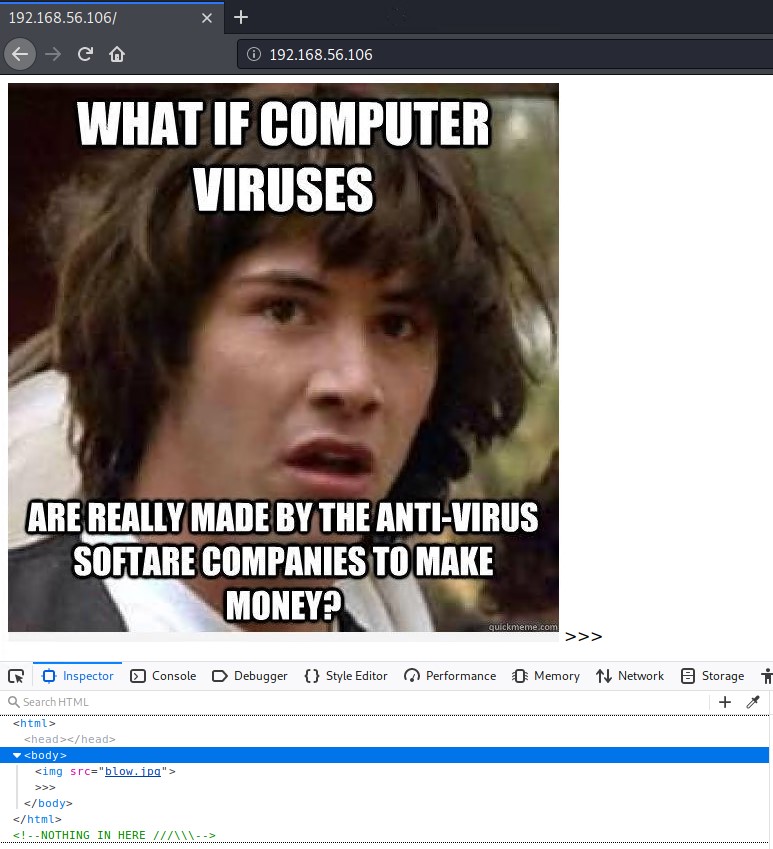 192.168.56.106/
192.168.56.106
WHAT IF COMPUTER
VIRUSES
ARE REALLY MADE BY THE ANTI-VIRUS
SOFTARE COMPANIES TO MAKE
MONEY?
quickmeme.com
>>>
Inspector Console Debugger Style Editor Performance Memory Network Storage
Search HTML
<html>
<head></head>
<body>
<img src="blow.jpg">
>>>
</body>
</html>
<!--NOTHING IN HERE ///\\\-->